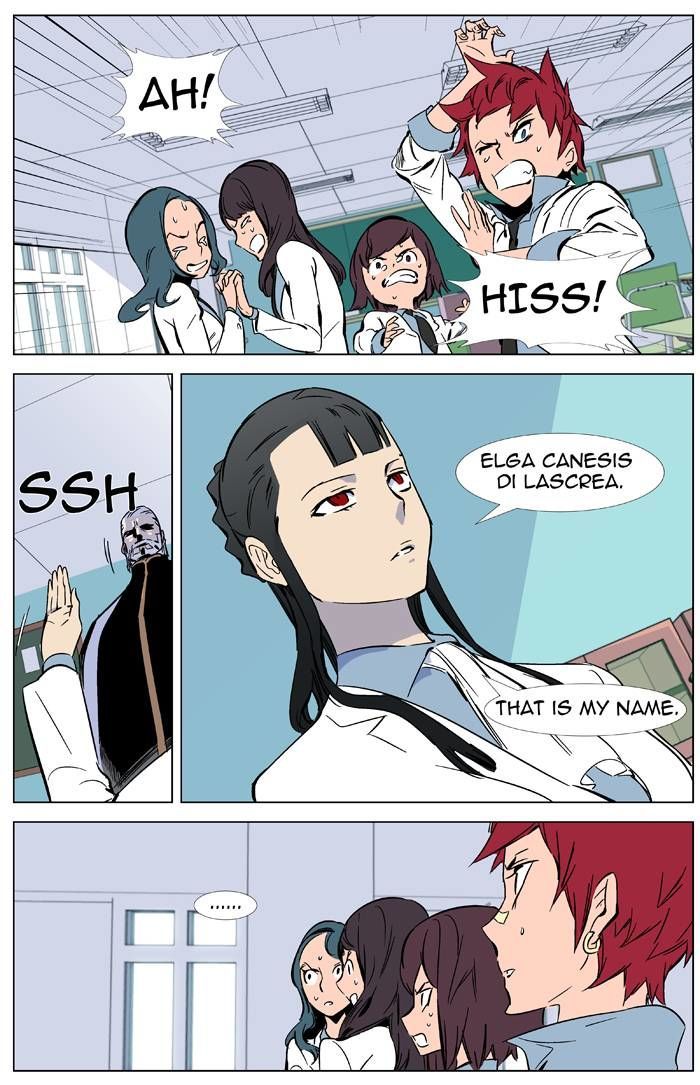 AH!
HISS!
SSH
ELGA CANESIS
DI LASCREA.
THAT IS MY NAME.
......